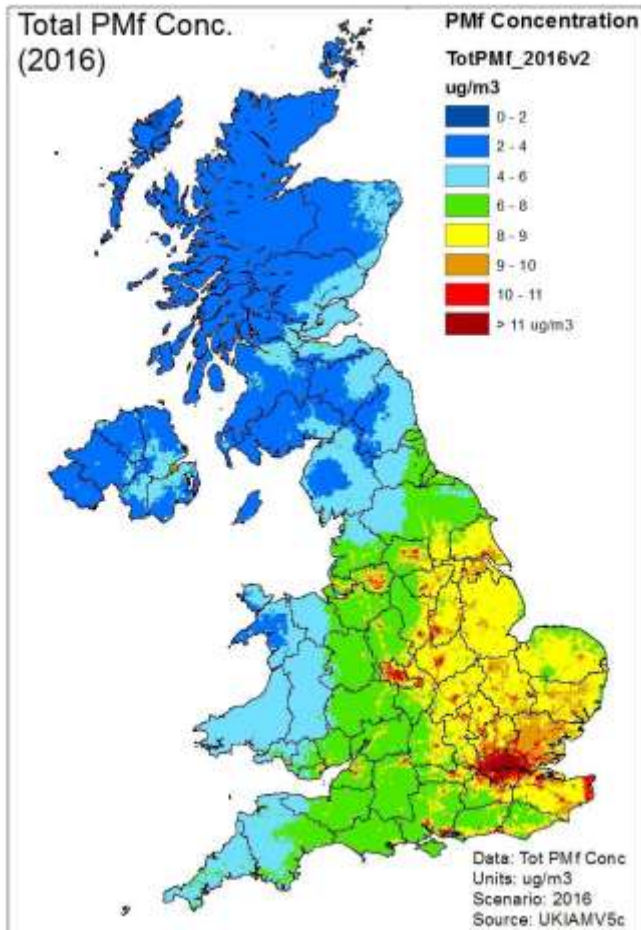 Total PMf Conc.
(2016)
PMf Concentration
TotPMf_2016v2
ug/m3
0 - 2
2 - 4
4 - 6
6 - 8
8 - 9
9 - 10
10 - 11
> 11 ug/m3
Data: Tot PMf Conc
Units: ug/m3
Scenario: 2016
Source: UKIAMV5c